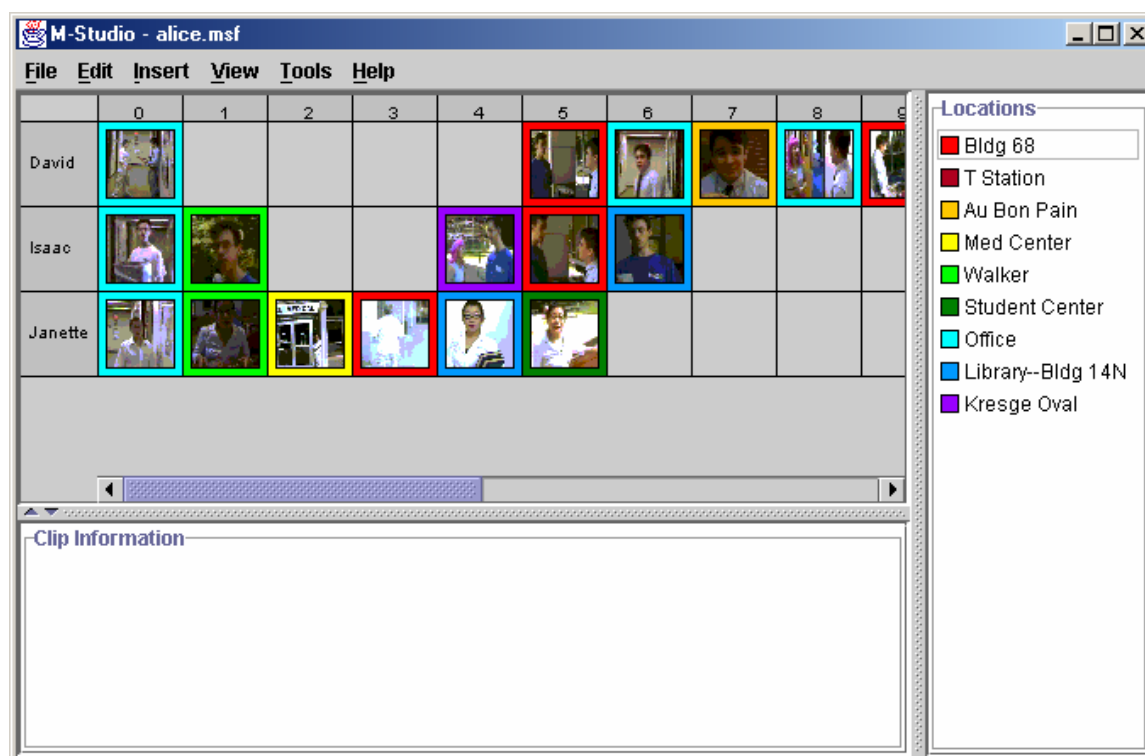 M-Studio - alice.msf
File Edit Insert View Tools Help
0 1 2 3 4 5 6 7 8 9
David
Isaac
Janette
Clip Information
Locations
Bldg 68
T Station
Au Bon Pain
Med Center
Walker
Student Center
Office
Library--Bldg 14N
Kresge Oval